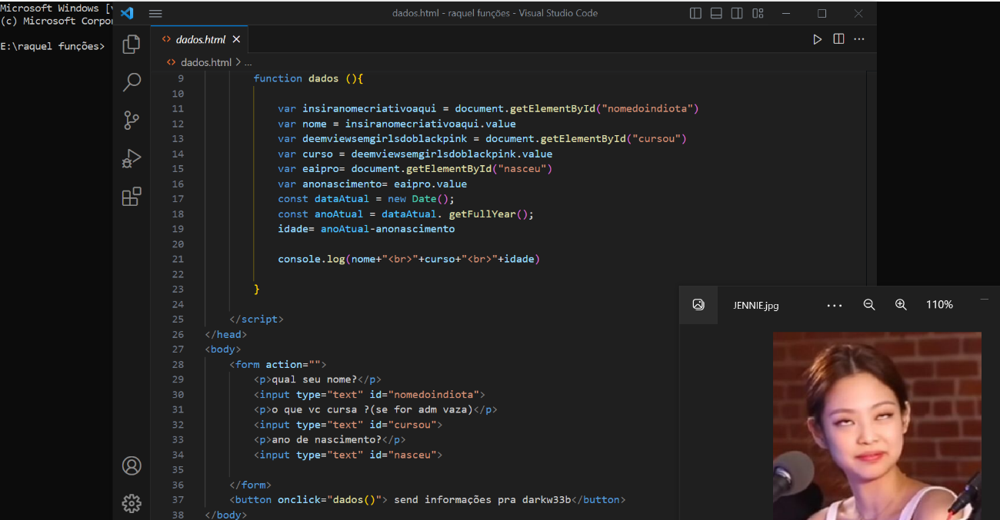 Microsoft Windows [v
(c) Microsoft Corpor
E:\raquel funções>
dados.html - raquel funções - Visual Studio Code
dados.html
dados.html > ...
9 function dados (){
10
11 var insiranomecriativoaqui = document.getElementById("nomedoindiota")
12 var nome = insiranomecriativoaqui.value
13 var deemviewsemgirlsdoblackpink = document.getElementById("cursou")
14 var curso = deemviewsemgirlsdoblackpink.value
15 var eaipro= document.getElementById("nasceu")
16 var anonascimento= eaipro.value
17 const dataAtual = new Date();
18 const anoAtual = dataAtual. getFullYear();
19 idade= anoAtual-anonascimento
20
21 console.log(nome+"<br>"+curso+"<br>"+idade)
22
23 }
24
25 </script>
26 </head>
27 <body>
28 <form action="">
29 <p>qual seu nome?</p>
30 <input type="text" id="nomedoindiota">
31 <p>o que vc cursa ?(se for adm vaza)</p>
32 <input type="text" id="cursou">
33 <p>ano de nascimento?</p>
34 <input type="text" id="nasceu">
35
36 </form>
37 <button onclick="dados()"> send informações pra darkw33b</button>
38 </body>
JENNIE.jpg
110%